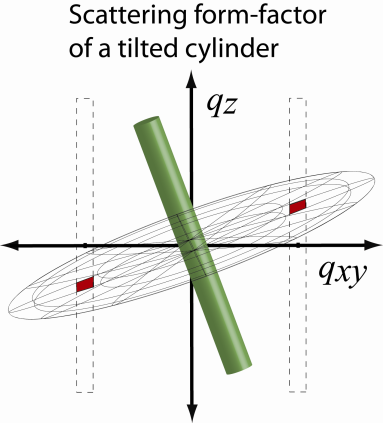 Scattering form-factor
of a tilted cylinder
qz
qxy